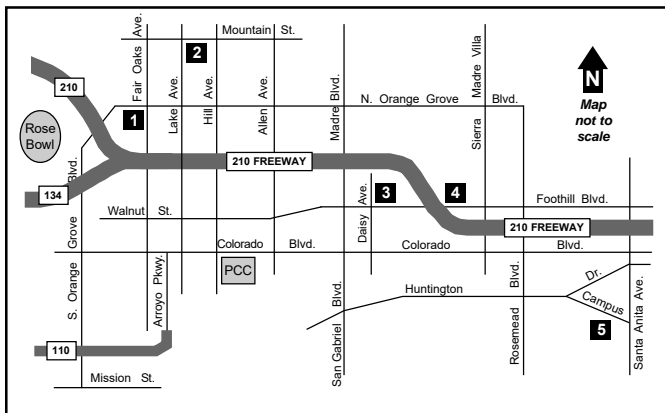 Mountain St.
Fair Oaks Ave.
Lake Ave.
Hill Ave.
Allen Ave.
Madre Blvd.
Sierra Madre Villa
N
Map
not to
scale
210
2
1
N. Orange Grove Blvd.
Rose
Bowl
210 FREEWAY
134
S. Orange Grove Blvd.
Walnut St.
Daisy Ave.
3
4
Foothill Blvd.
210 FREEWAY
Colorado Blvd.
Colorado Blvd.
PCC
Arroyo Pkwy.
San Gabriel Blvd.
Huntington Dr.
Rosemead Blvd.
Campus
5
Santa Anita Ave.
110
Mission St.